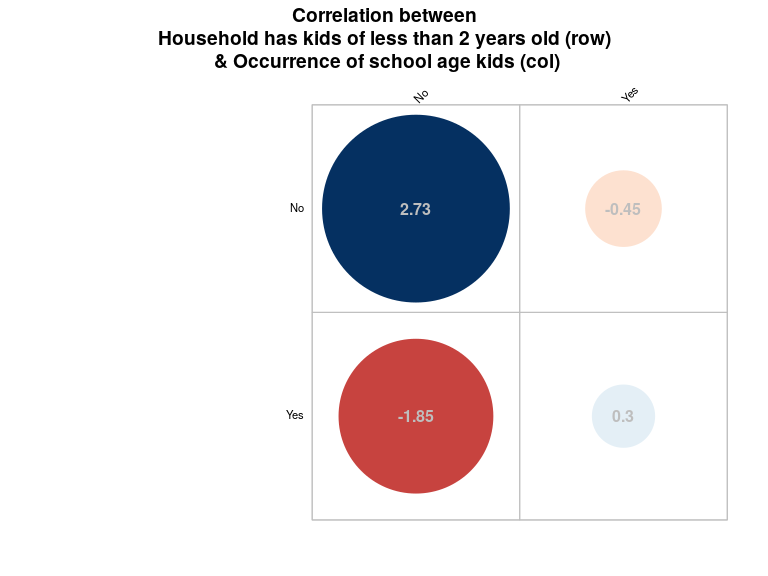 Correlation between
Household has kids of less than 2 years old (row)
& Occurrence of school age kids (col)
No Yes
No 2.73 -0.45
Yes -1.85 0.3